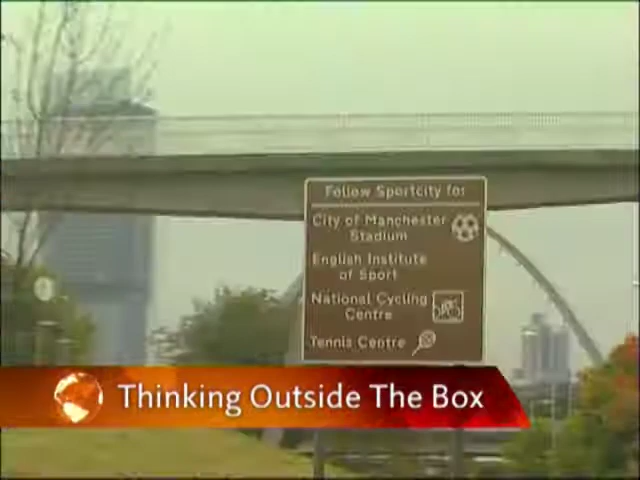 Follow Sportcity for:
City of Manchester
Stadium
English Institute
of Sport
National Cycling
Centre
Tennis Centre
Thinking Outside The Box